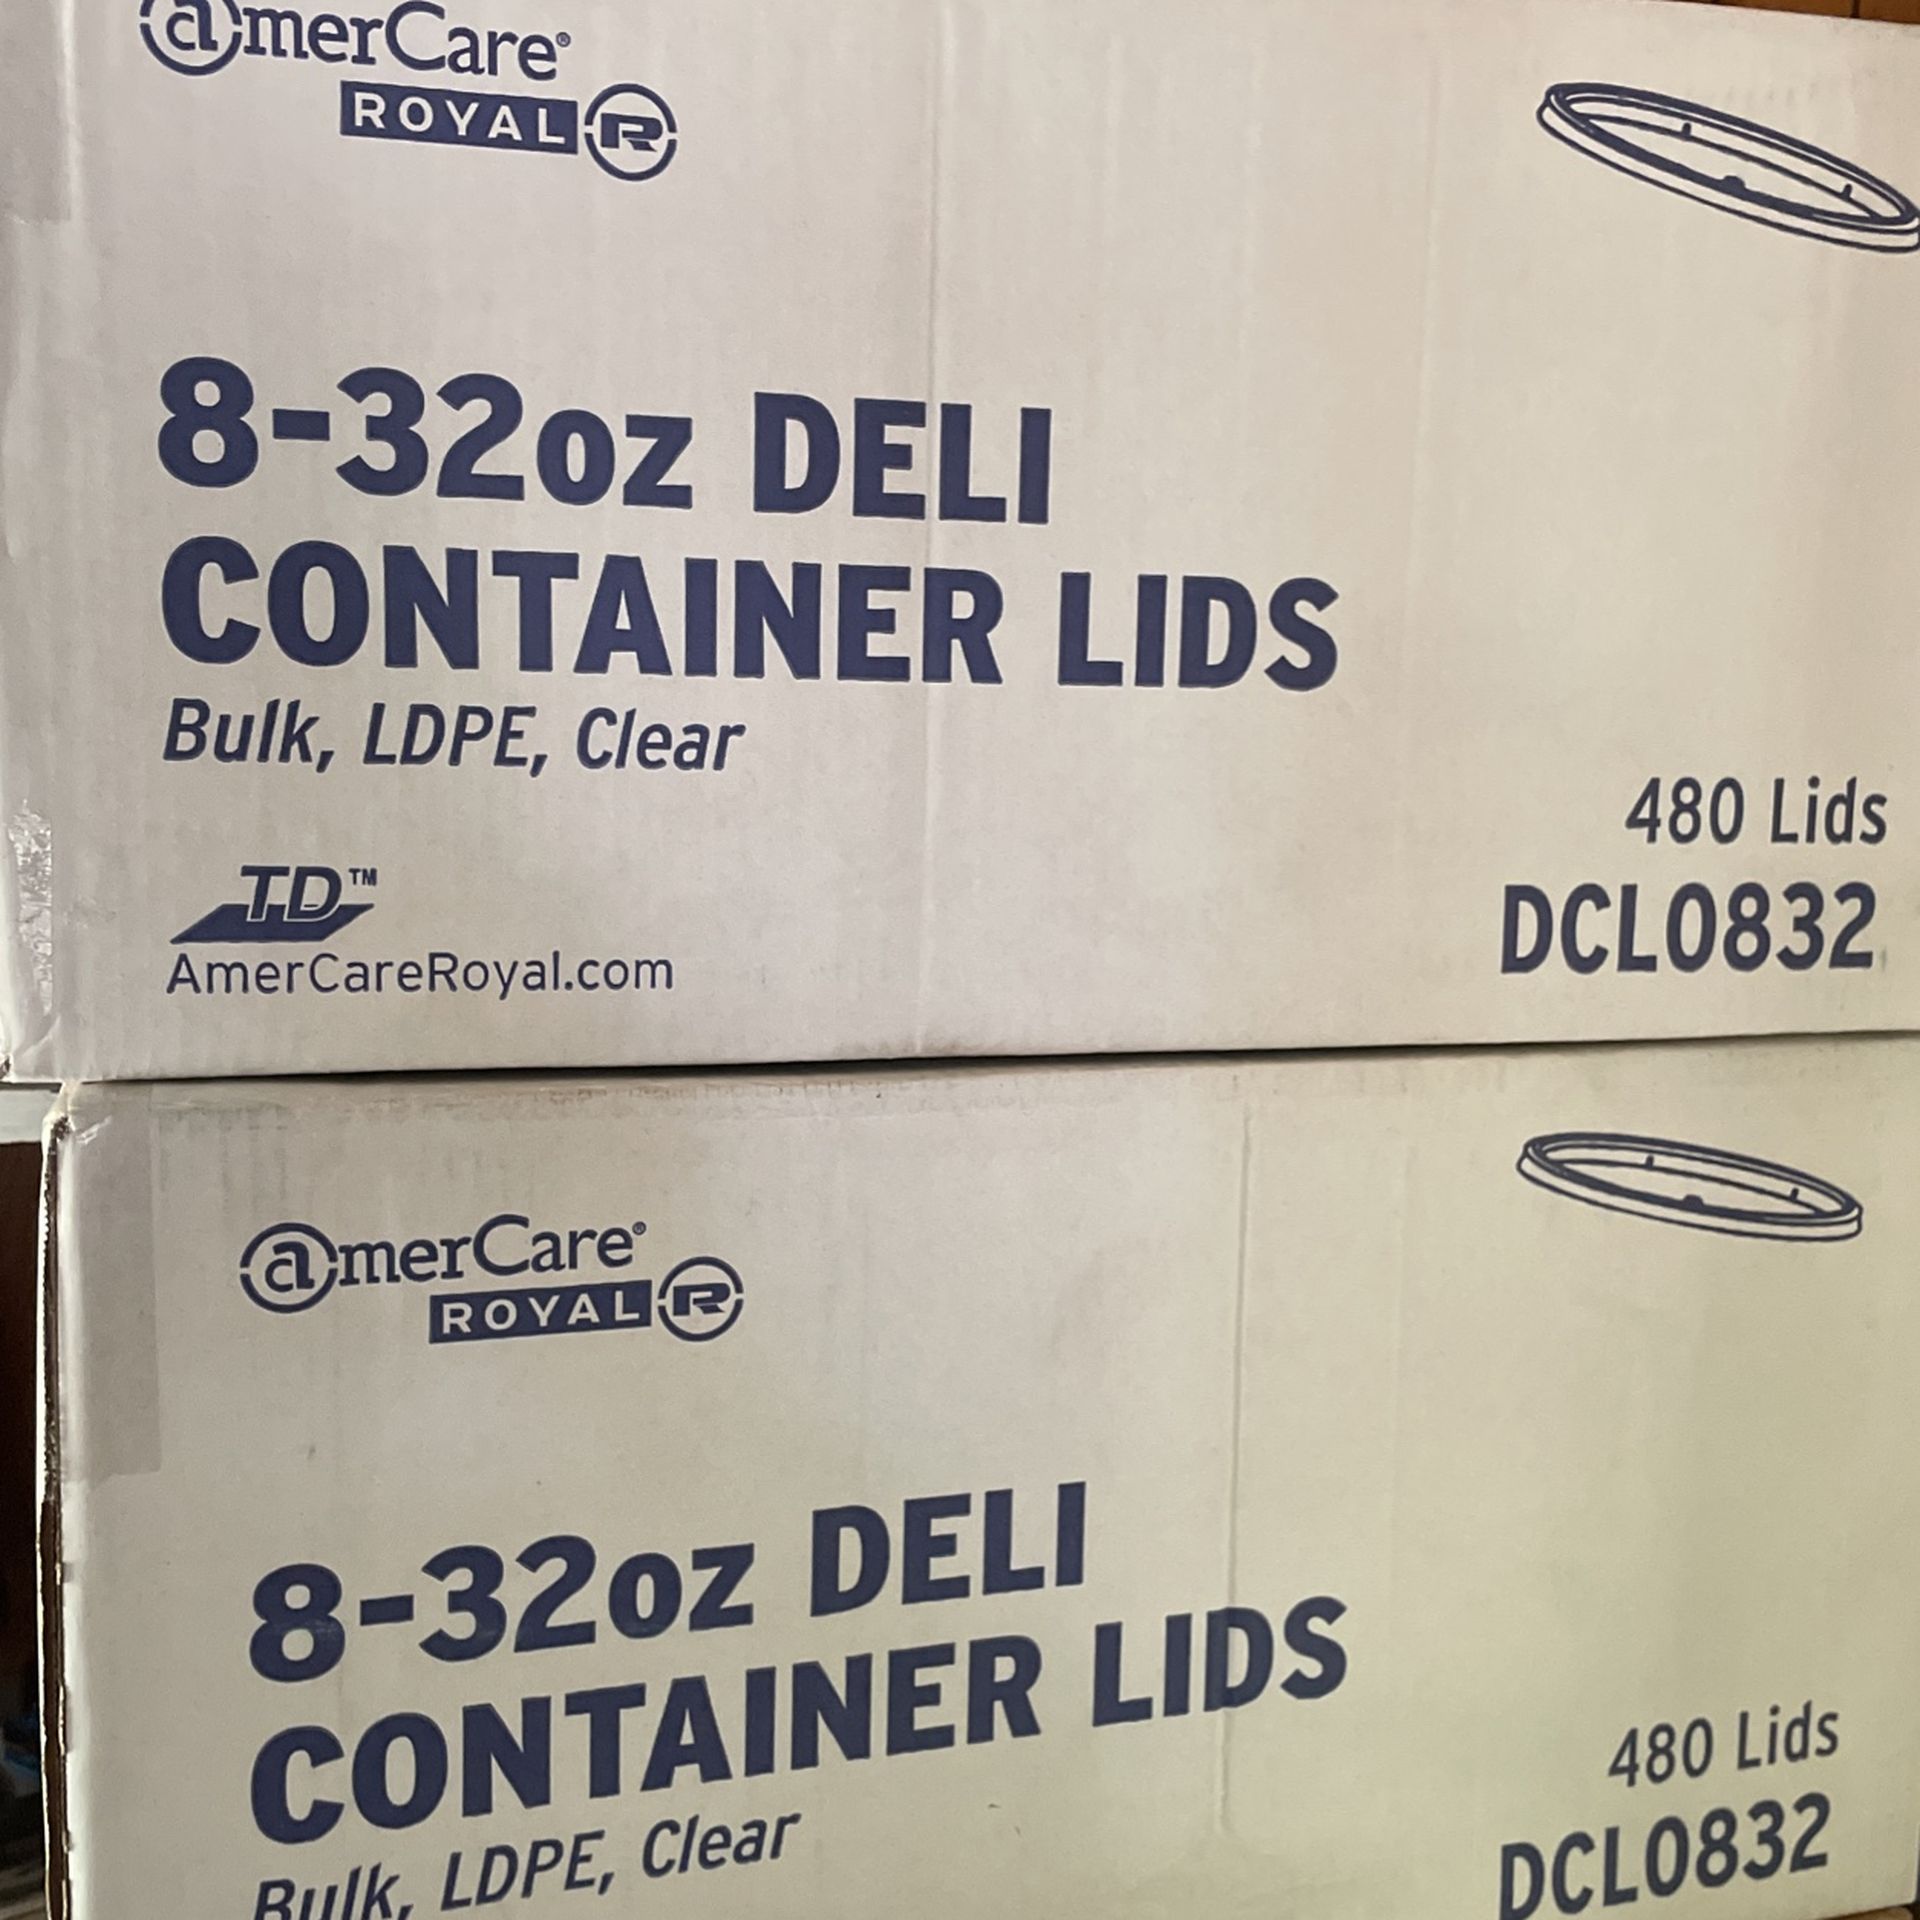 amerCare®
ROYAL R
8-32oz DELI
CONTAINER LIDS
Bulk, LDPE, Clear
480 Lids
DCL0832
TD™
AmerCareRoyal.com
amerCare®
ROYAL R
8-32oz DELI
CONTAINER LIDS
Bulk, LDPE, Clear
480 Lids
DCL0832